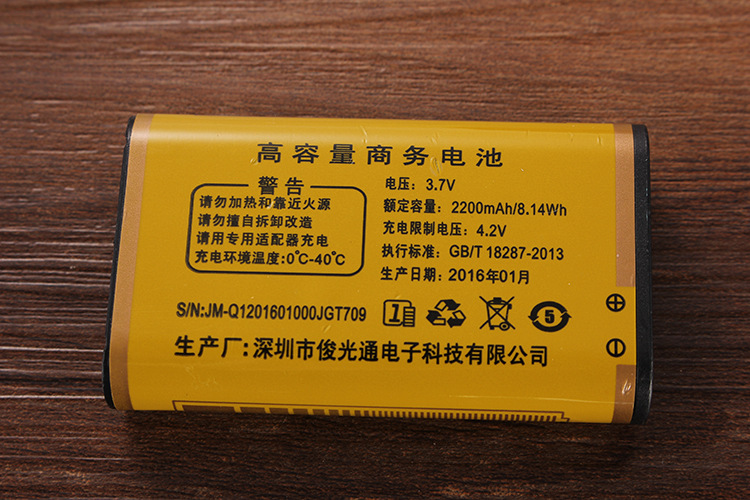 高容量商务电池
警告
请勿加热和靠近火源
请勿擅自拆卸改造
请用专用适配器充电
充电环境温度:0°C-40°C
电压: 3.7V
额定容量: 2200mAh/8.14Wh
充电限制电压: 4.2V
执行标准: GB/T 18287-2013
生产日期: 2016年01月
S/N:JM-Q1201601000JGT709
5
生产厂:深圳市俊光通电子科技有限公司